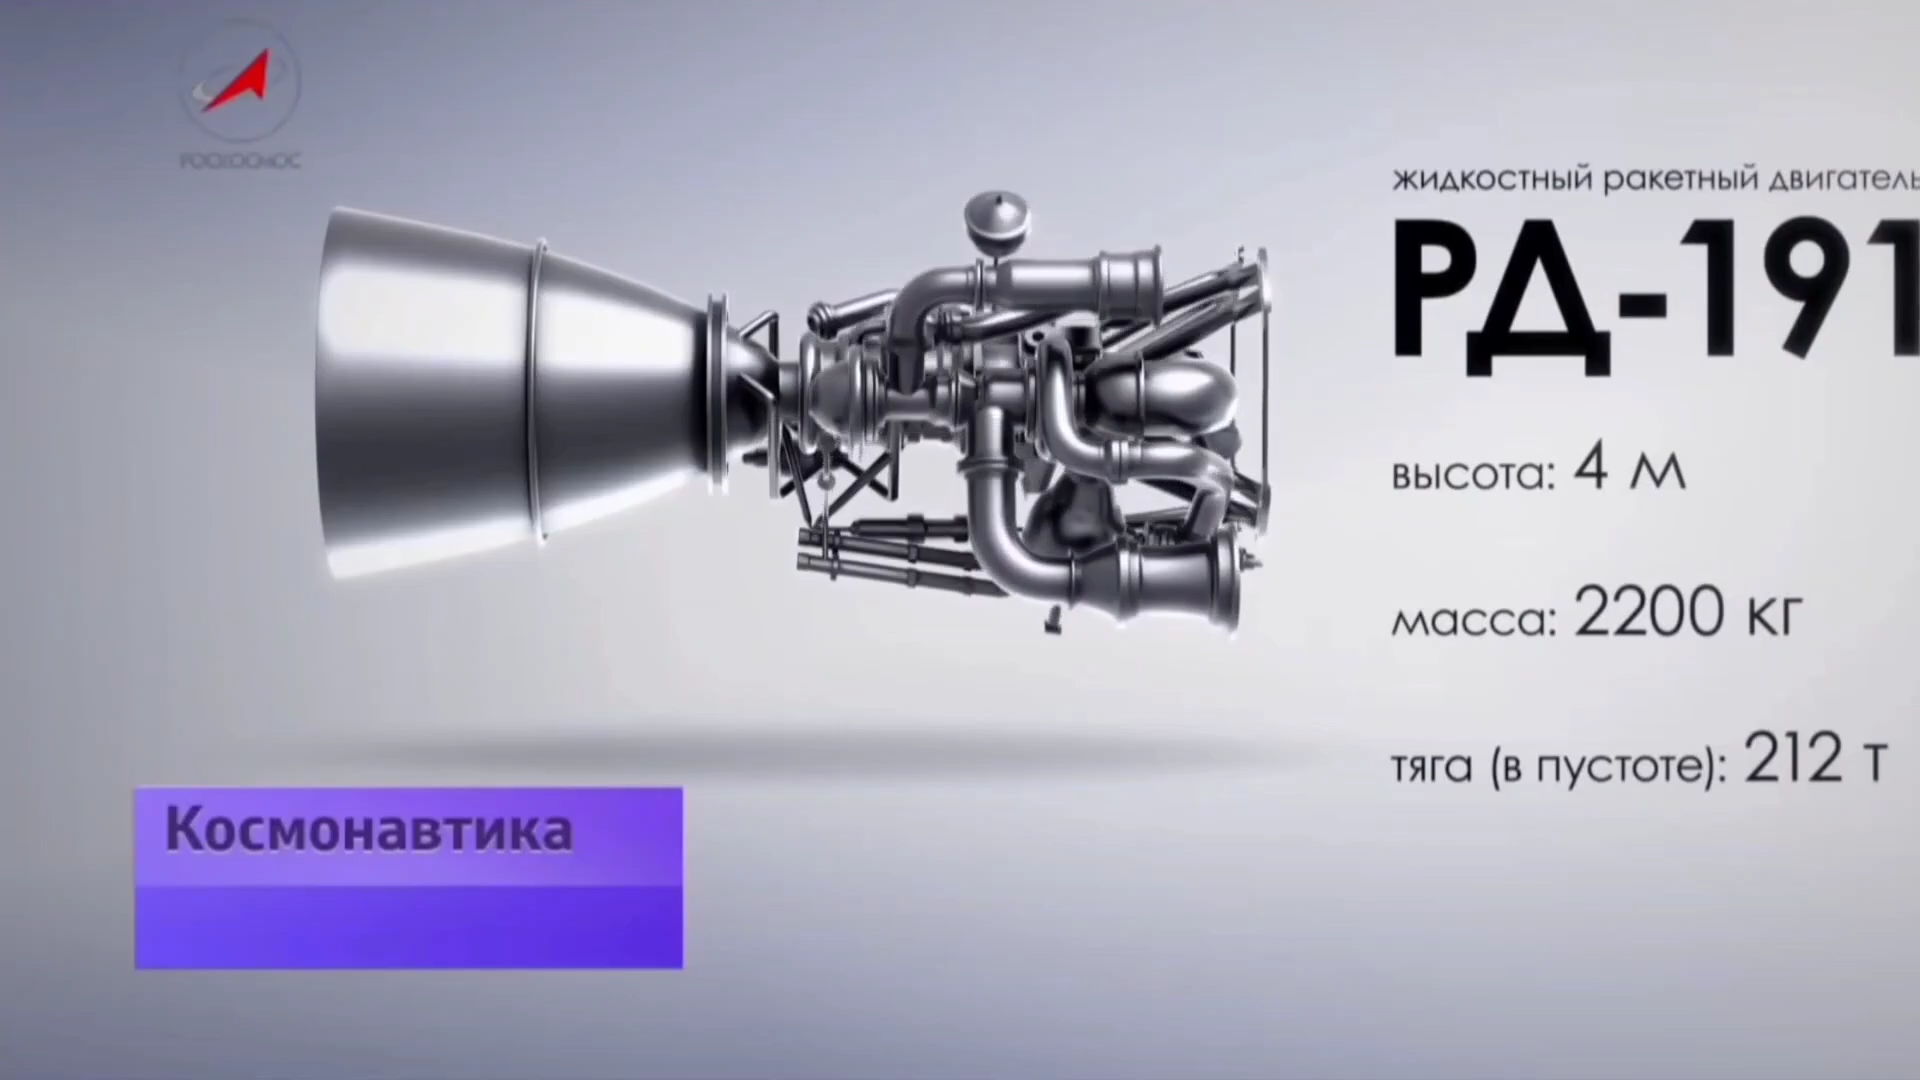 РОСКОСМОС
жидкостный ракетный двигатель
РД-191
высота: 4 м
масса: 2200 кг
тяга (в пустоте): 212 т
Космонавтика